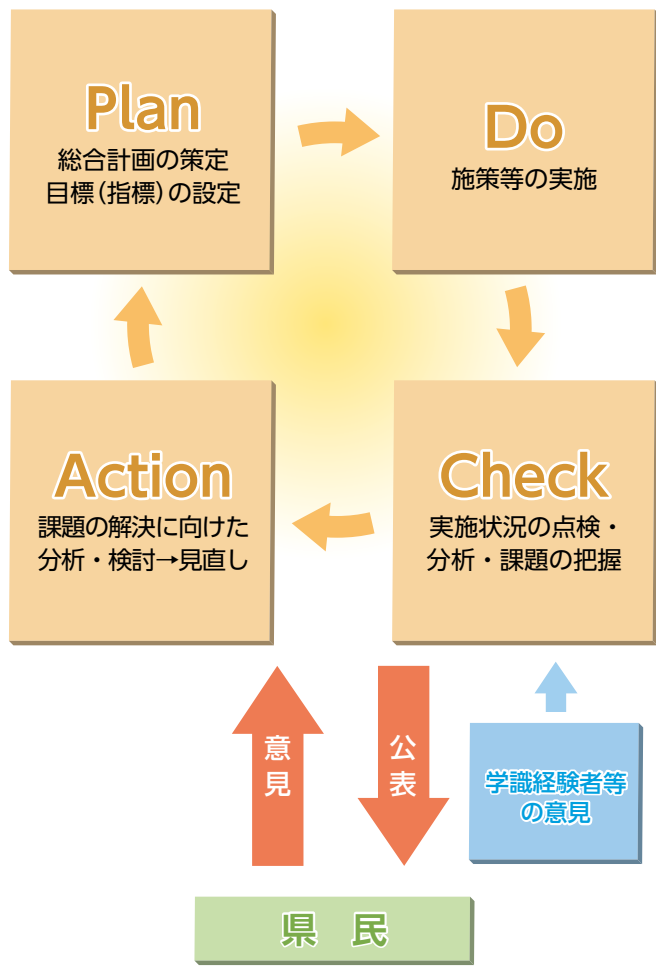 Plan
総合計画の策定
目標(指標)の設定
Do
施策等の実施
Action
課題の解決に向けた
分析・検討→見直し
Check
実施状況の点検・
分析・課題の把握
意見
公表
学識経験者等
の意見
県 民